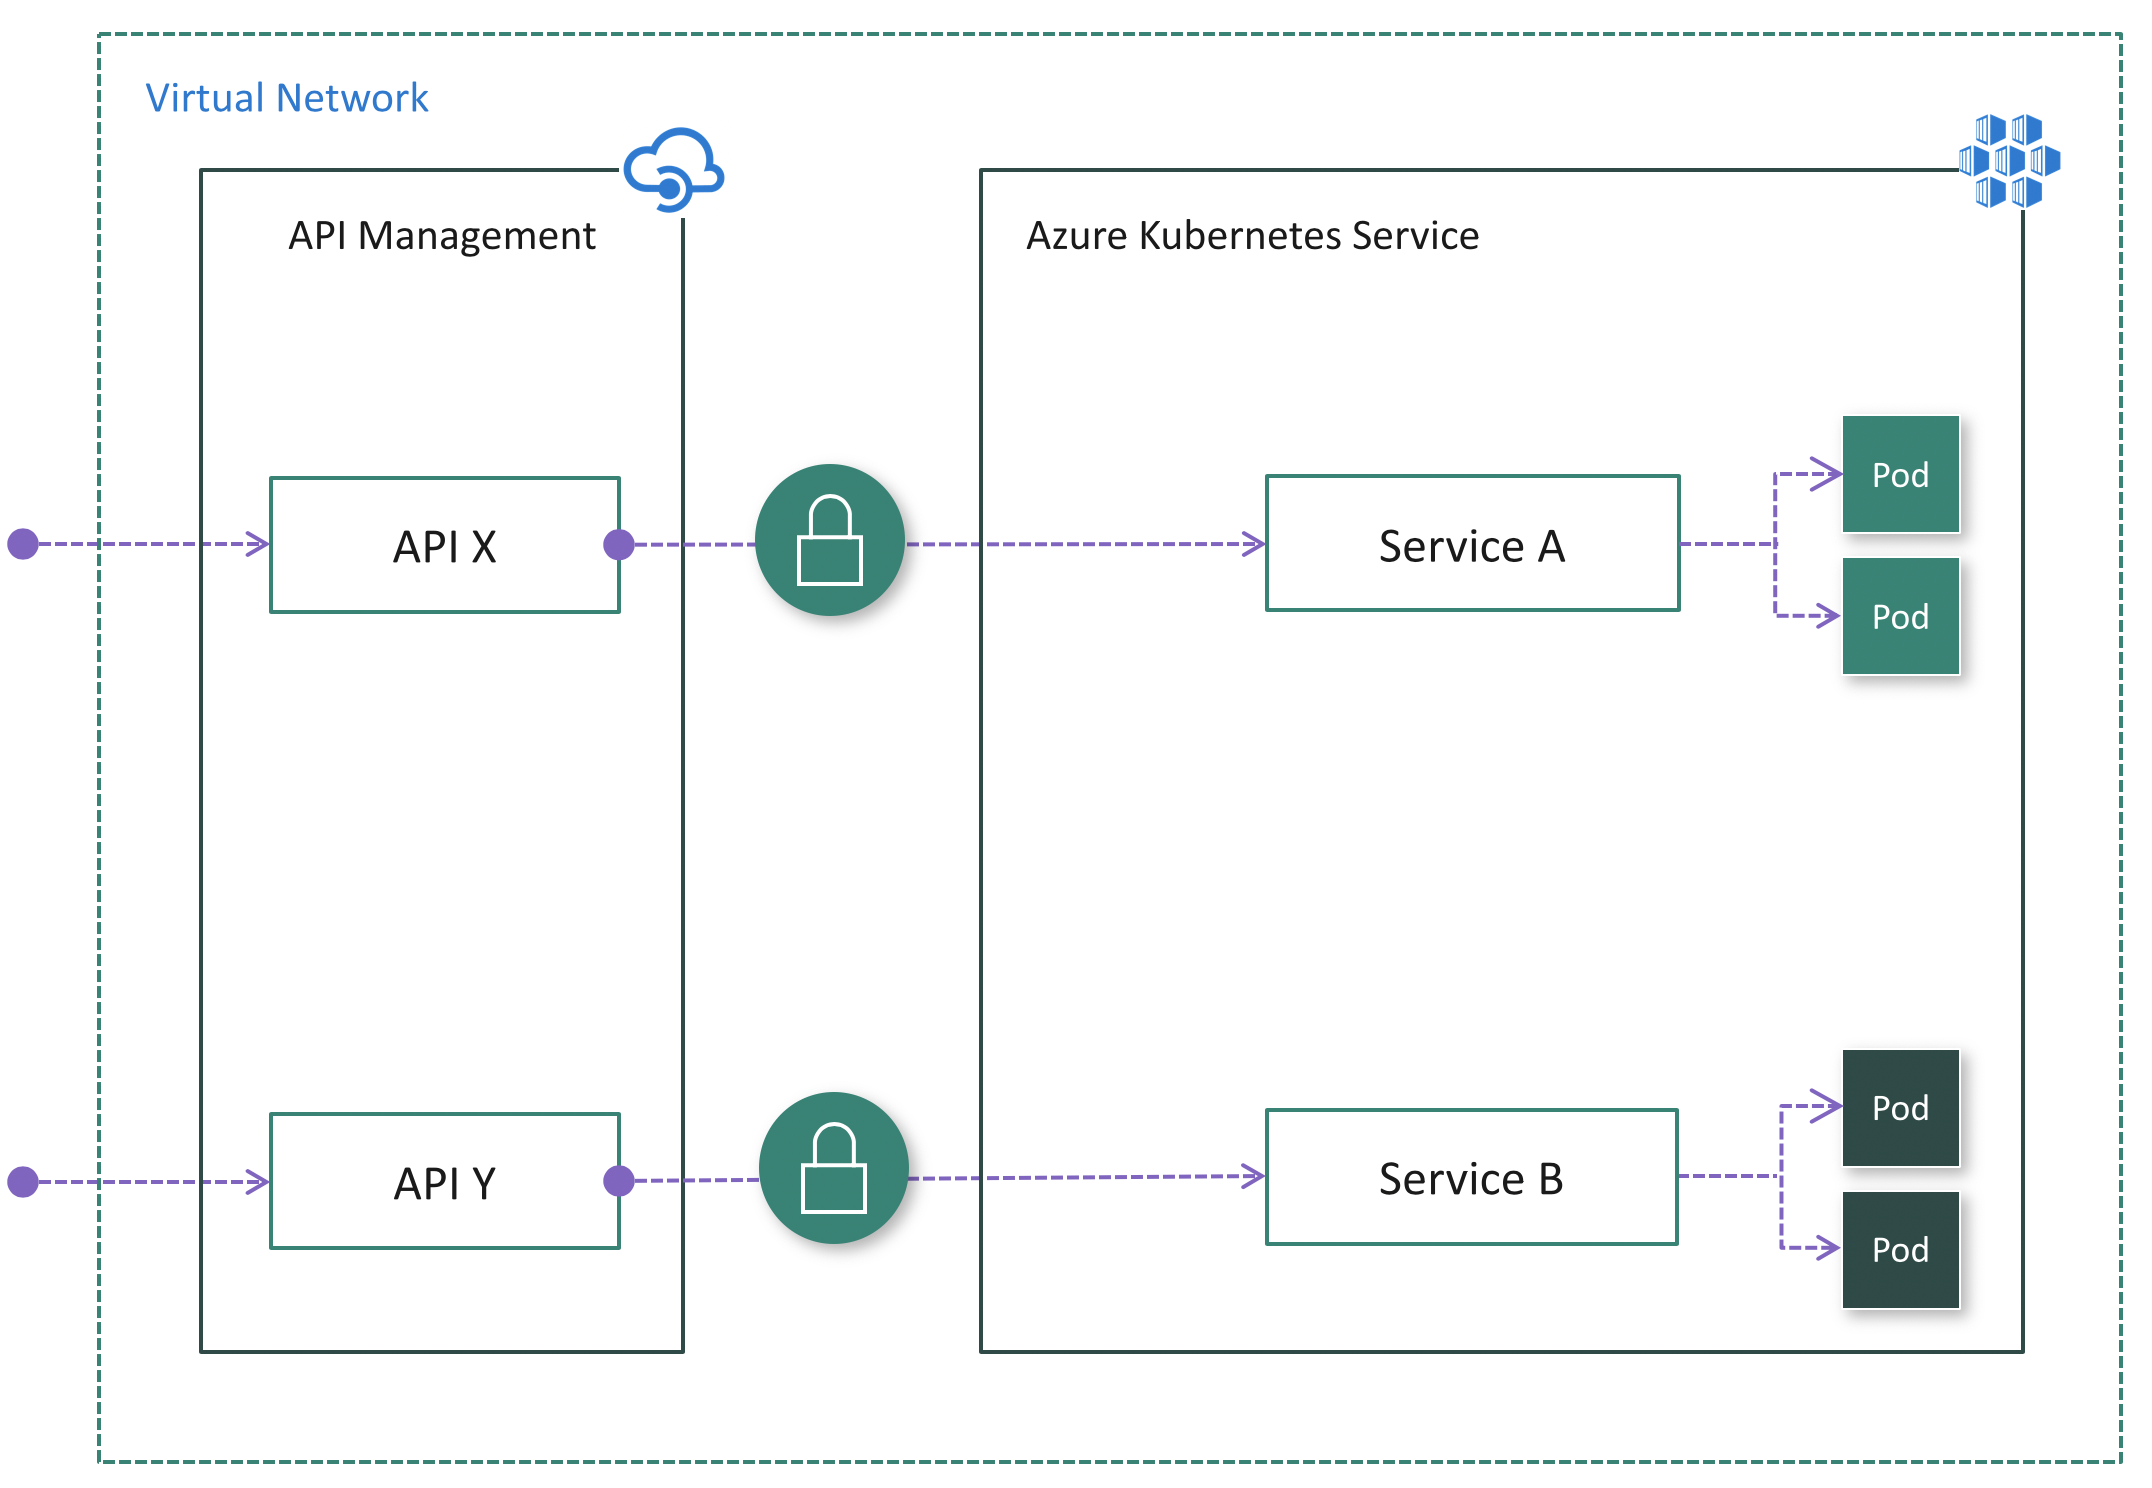 Virtual Network
API Management
Azure Kubernetes Service
API X
Service A
Pod
Pod
API Y
Service B
Pod
Pod